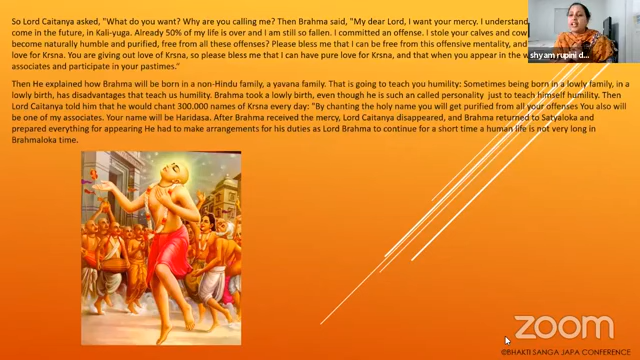 So Lord Caitanya asked, "What do you want? Why are you calling me? Then Brahma said, "My dear Lord, I want your mercy. I understand
come in the future, in Kali-yuga. Already 50% of my life is over and I am still so fallen. I committed an offense. I stole your calves and cow
become naturally humble and purified, free from all these offenses? Please bless me that I can be free from this offensive mentality, and
love for Krsna. You are giving out love of Krsna, so please bless me that I can have pure love for Krsna, and that when you appear in the w
associates and participate in your pastimes."
Then He explained how Brahma will be born in a non-Hindu family, a yavana family. That is going to teach you humility: Sometimes being born in a lowly family, in a
lowly birth, has disadvantages that teach us humility. Brahma took a lowly birth, even though he is such an called personality just to teach himself humility. Then
Lord Caitanya told him that he would chant 300.000 names of Krsna every day: "By chanting the holy name you will get purified from all your offenses You also will
be one of my associates. Your name will be Haridasa. After Brahma received the mercy, Lord Caitanya disappeared, and Brahma returned to Satyaloka and
prepared everything for appearing He had to make arrangements for his duties as Lord Brahma to continue for a short time a human life is not very long in
Brahmaloka time.
shyam rupini d...
zoom
©BHAKTI SANGA JAPA CONFERENCE